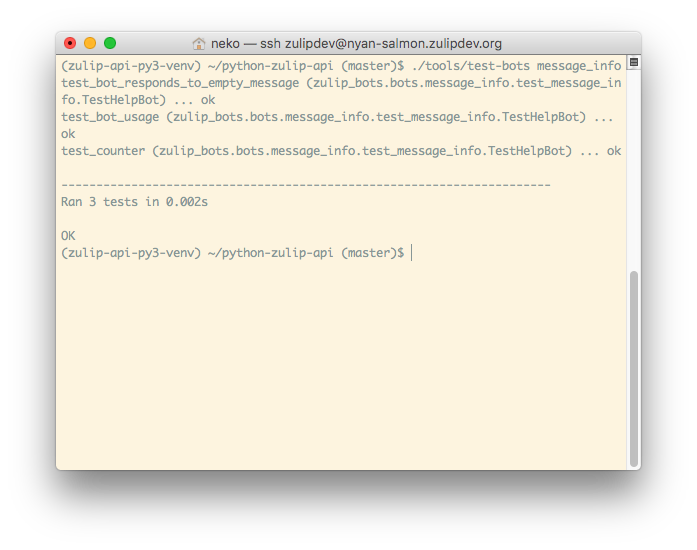 neko — ssh zulipdev@nyan-salmon.zulipdev.org
(zulip-api-py3-venv) ~/python-zulip-api (master)$ ./tools/test-bots message_info
test_bot_responds_to_empty_message (zulip_bots.bots.message_info.test_message_in
fo.TestHelpBot) ... ok
test_bot_usage (zulip_bots.bots.message_info.test_message_info.TestHelpBot) ...
ok
test_counter (zulip_bots.bots.message_info.test_message_info.TestHelpBot) ... ok
----------------------------------------------------------------------
Ran 3 tests in 0.002s
OK
(zulip-api-py3-venv) ~/python-zulip-api (master)$